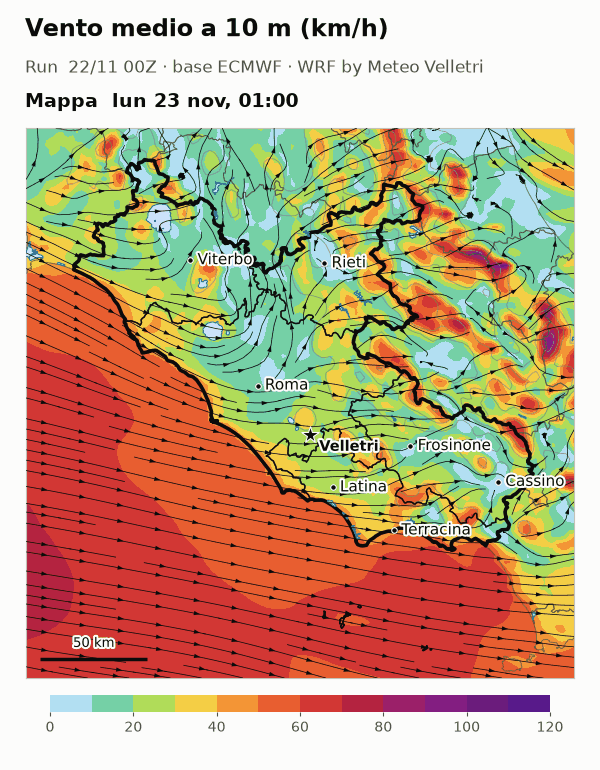 Vento medio a 10 m (km/h)
Run  22/11 00Z · base ECMWF · WRF by Meteo Velletri
Mappa  lun 23 nov, 01:00
Viterbo
Rieti
Roma
Velletri
Frosinone
Latina
Cassino
Terracina
50 km
0 20 40 60 80 100 120